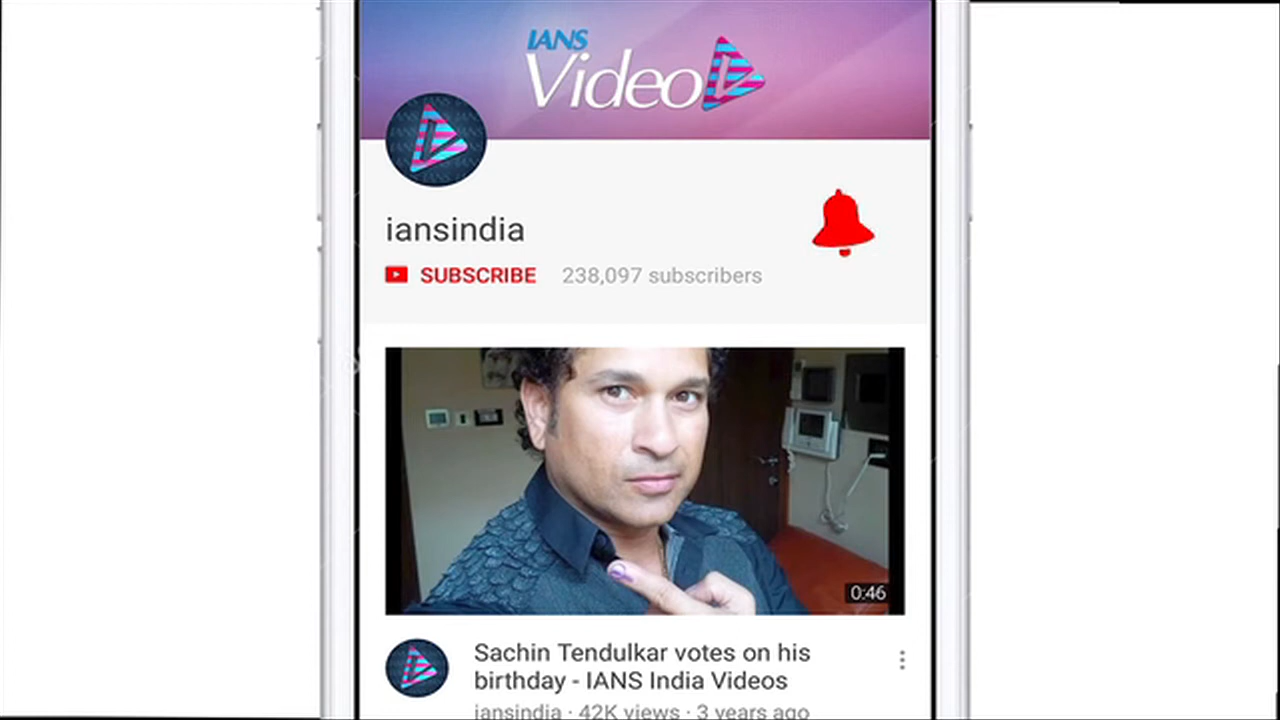 IANS
Video
iansindia
SUBSCRIBE 238,097 subscribers
0:46
Sachin Tendulkar votes on his
birthday - IANS India Videos
iansindia · 42K views · 3 years ago